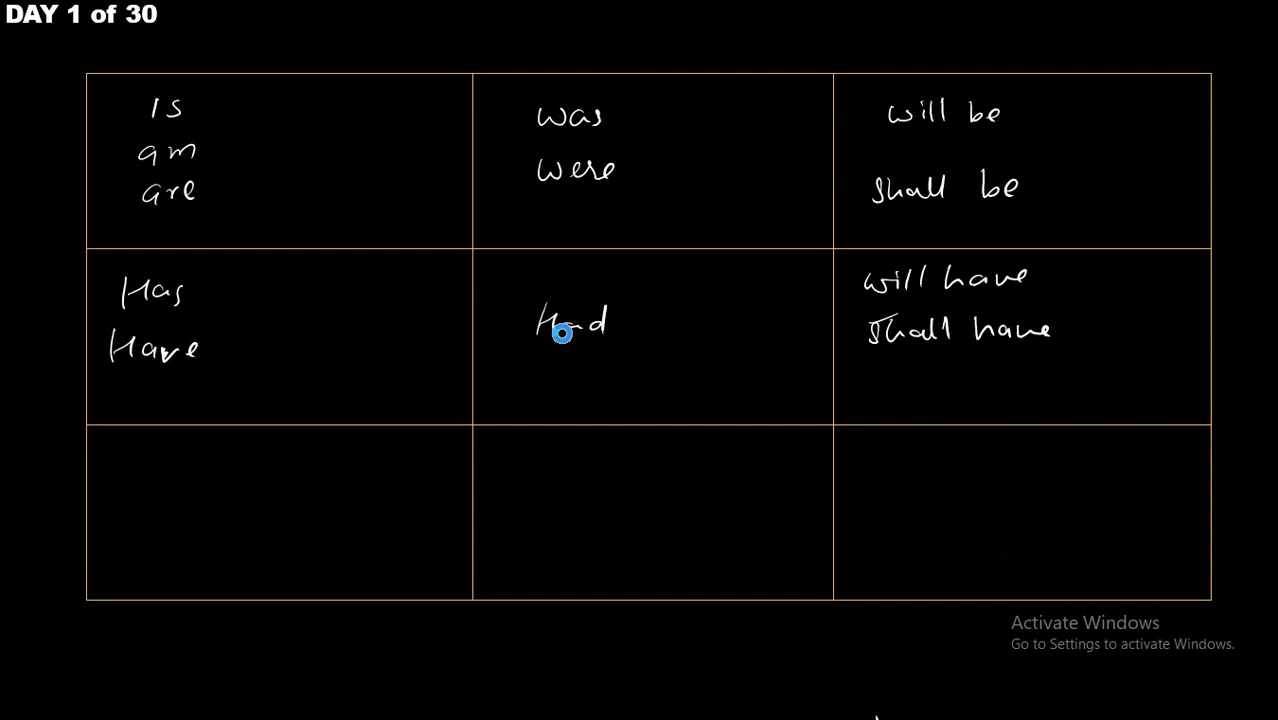 DAY 1 of 30
Is
am
are
was
were
will be
shall be
Has
Have
Had
will have
shall have
Activate Windows
Go to Settings to activate Windows.